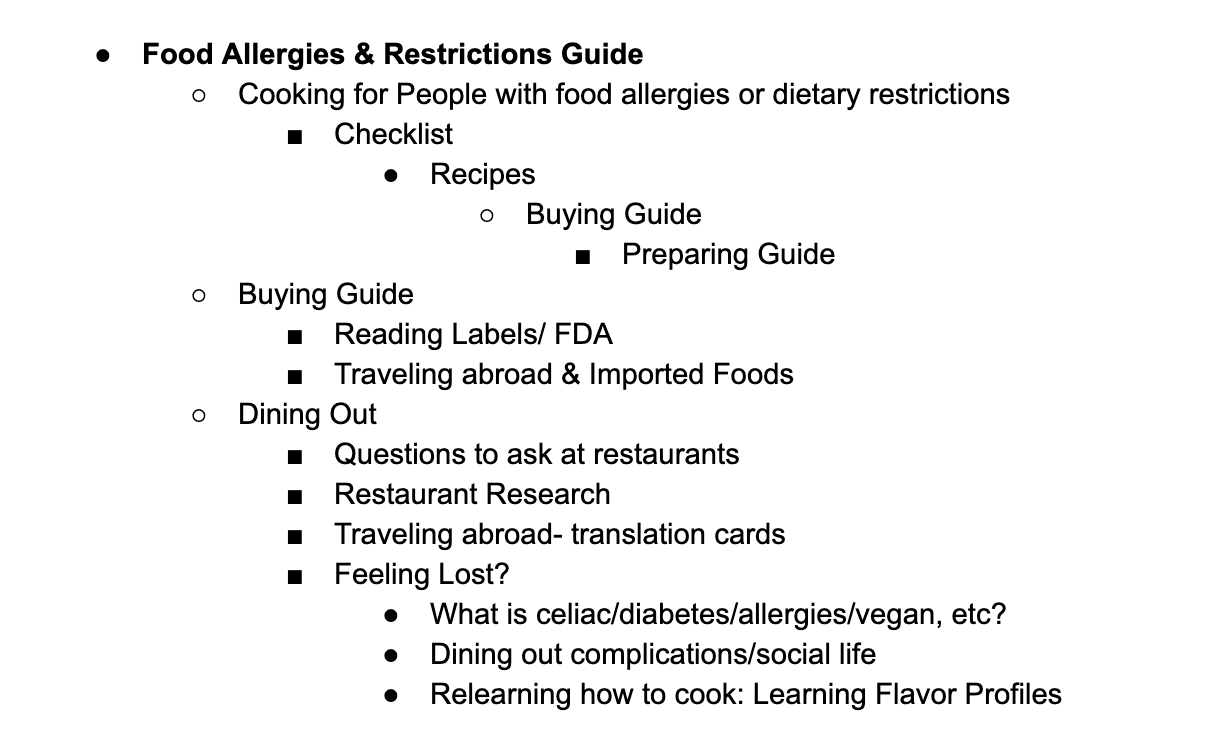 ● Food Allergies & Restrictions Guide
○ Cooking for People with food allergies or dietary restrictions
■ Checklist
● Recipes
○ Buying Guide
■ Preparing Guide
○ Buying Guide
■ Reading Labels/ FDA
■ Traveling abroad & Imported Foods
○ Dining Out
■ Questions to ask at restaurants
■ Restaurant Research
■ Traveling abroad- translation cards
■ Feeling Lost?
● What is celiac/diabetes/allergies/vegan, etc?
● Dining out complications/social life
● Relearning how to cook: Learning Flavor Profiles